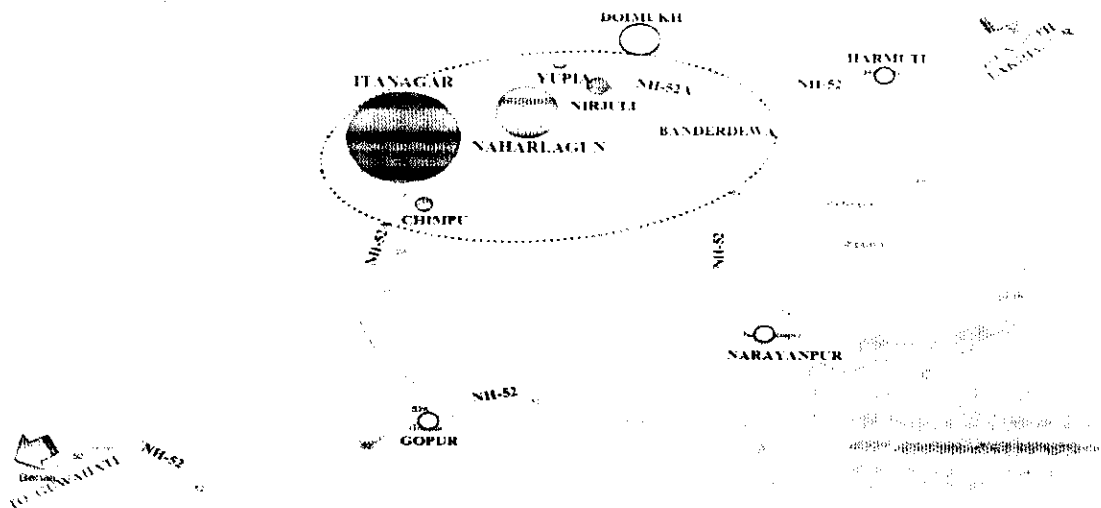 DOIMUKH
HARMUTI
ITANAGAR
YUPIA
NH-52A
NH-52
NIRJULI
BANDERDEWA
NAHARLAGUN
CHIMPU
NH-52A
NH-52
NARAYANPUR
NH-52
GOPUR
NH-52
TO GUWAHATI